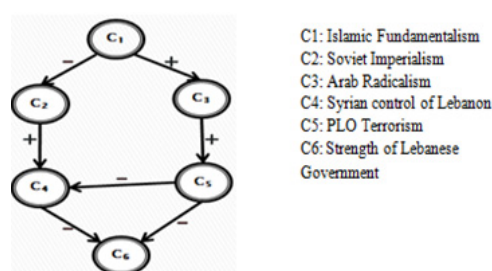 C1
C1: Islamic Fundamentalism
C2: Soviet Imperialism
C3: Arab Radicalism
C4: Syrian control of Lebanon
C5: PLO Terrorism
C6: Strength of Lebanese
Government
− +
C2 C3
+ +
C4 − C5
− −
C6